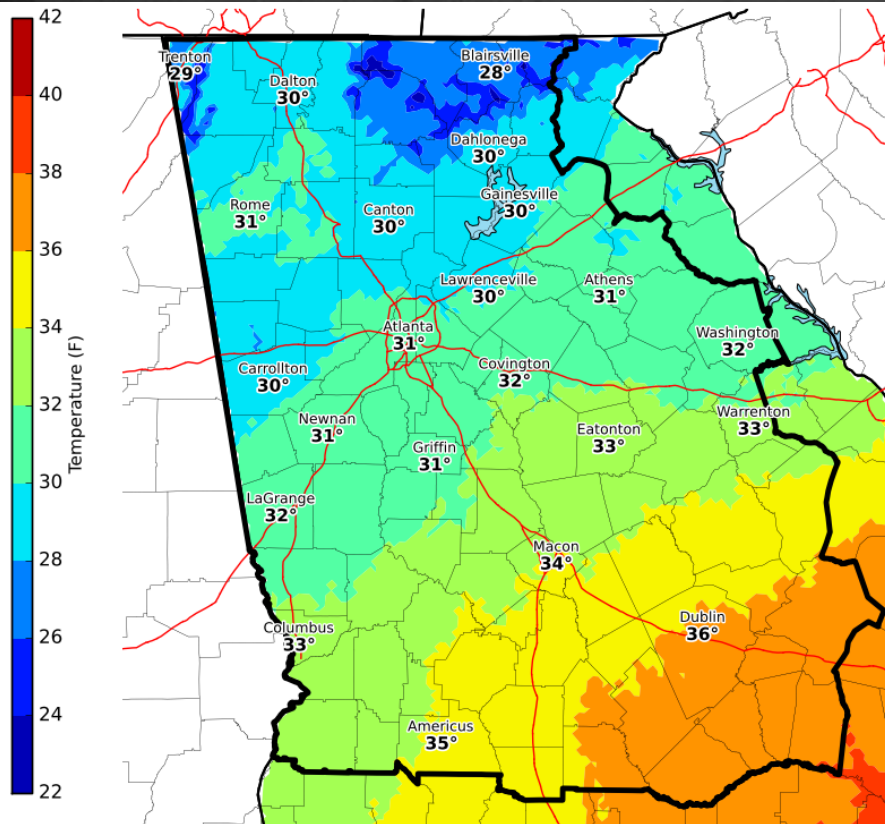 42
40
38
36
34
32
30
28
26
24
22
Temperature (F)
Trenton
29°
Dalton
30°
Blairsville
28°
Dahlonega
30°
Rome
31°
Canton
30°
Gainesville
30°
Lawrenceville
30°
Athens
31°
Atlanta
31°
Washington
32°
Carrollton
30°
Covington
32°
Newnan
31°
Griffin
31°
Eatonton
33°
Warrenton
33°
LaGrange
32°
Macon
34°
Columbus
33°
Dublin
36°
Americus
35°